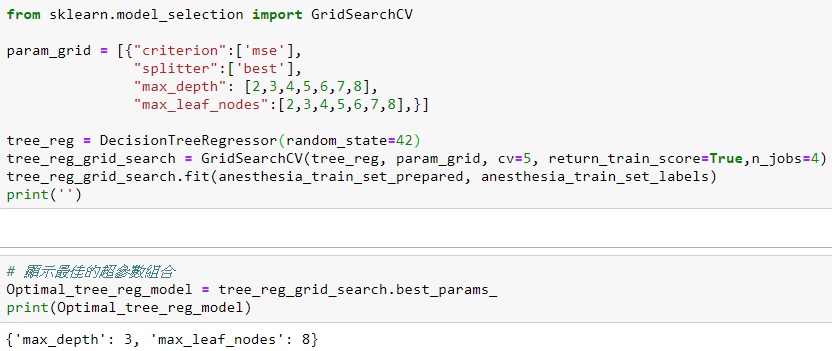 from sklearn.model_selection import GridSearchCV
param_grid = [{"criterion":['mse'],
"splitter":['best'],
"max_depth": [2,3,4,5,6,7,8],
"max_leaf_nodes":[2,3,4,5,6,7,8],}]
tree_reg = DecisionTreeRegressor(random_state=42)
tree_reg_grid_search = GridSearchCV(tree_reg, param_grid, cv=5, return_train_score=True,n_jobs=4)
tree_reg_grid_search.fit(anesthesia_train_set_prepared, anesthesia_train_set_labels)
print('')
# 顯示最佳的超參數組合
Optimal_tree_reg_model = tree_reg_grid_search.best_params_
print(Optimal_tree_reg_model)
{'max_depth': 3, 'max_leaf_nodes': 8}